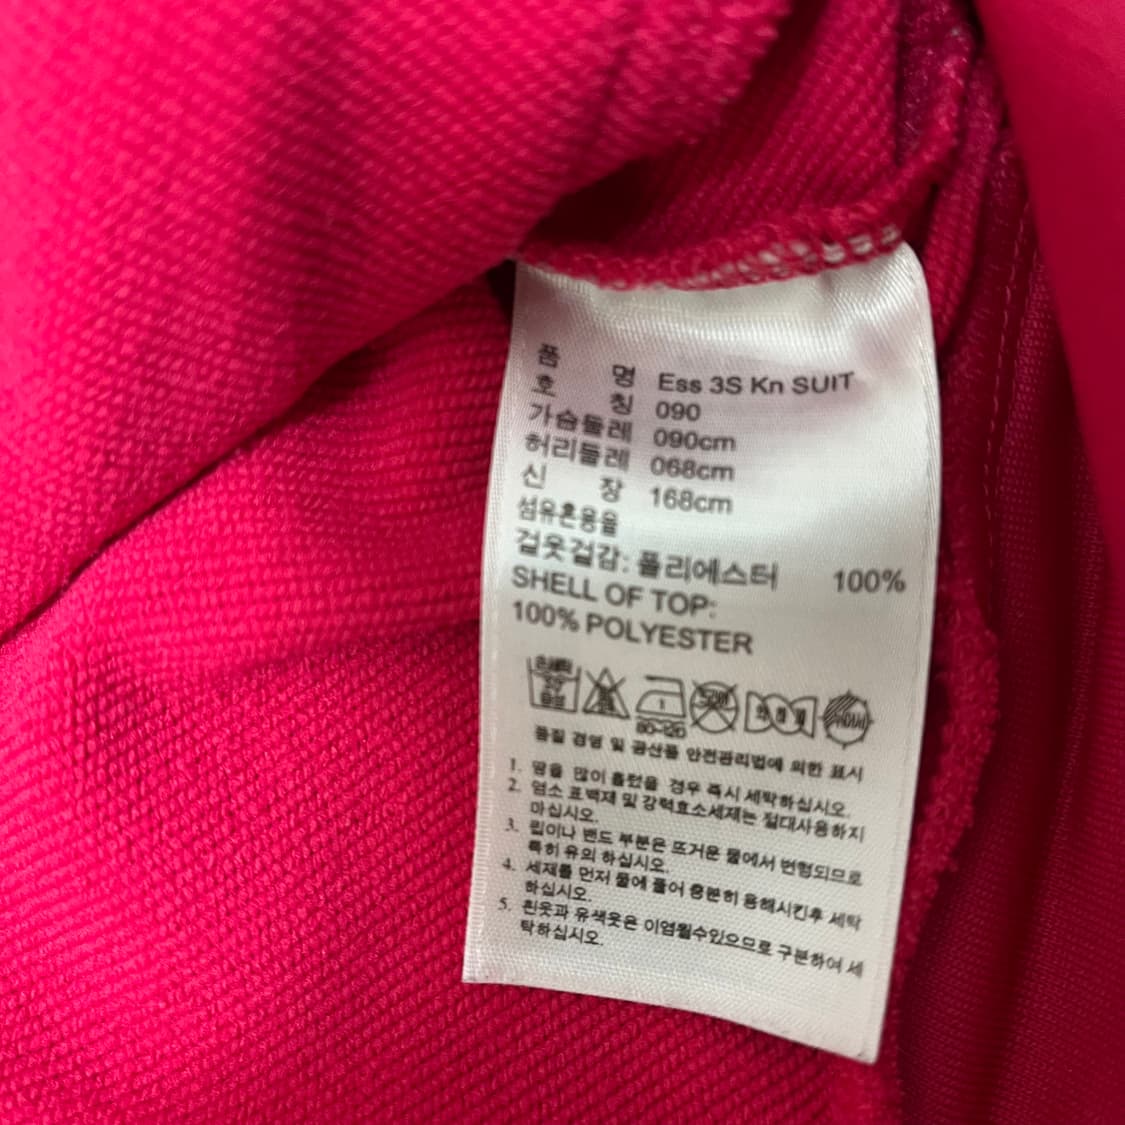 품 명 Ess 3S Kn SUIT
호 칭 090
가슴둘레 090cm
허리둘레 068cm
신 장 168cm
섬유혼용율
겉옷겉감: 폴리에스터 100%
SHELL OF TOP:
100% POLYESTER
손세탁
80~120
품질 경영 및 공산품 안전관리법에 의한 표시
1. 땀을 많이 흘렸을 경우 즉시 세탁하십시오.
2. 염소 표백제 및 강력효소세제는 절대사용하지
마십시오.
3. 립이나 밴드 부분은 뜨거운 물에서 변형되므로
특히 유의 하십시오.
4. 세제를 먼저 물에 풀어 충분히 용해시킨후 세탁
하십시오.
5. 흰옷과 유색옷은 이염될수있으므로 구분하여 세
탁하십시오.